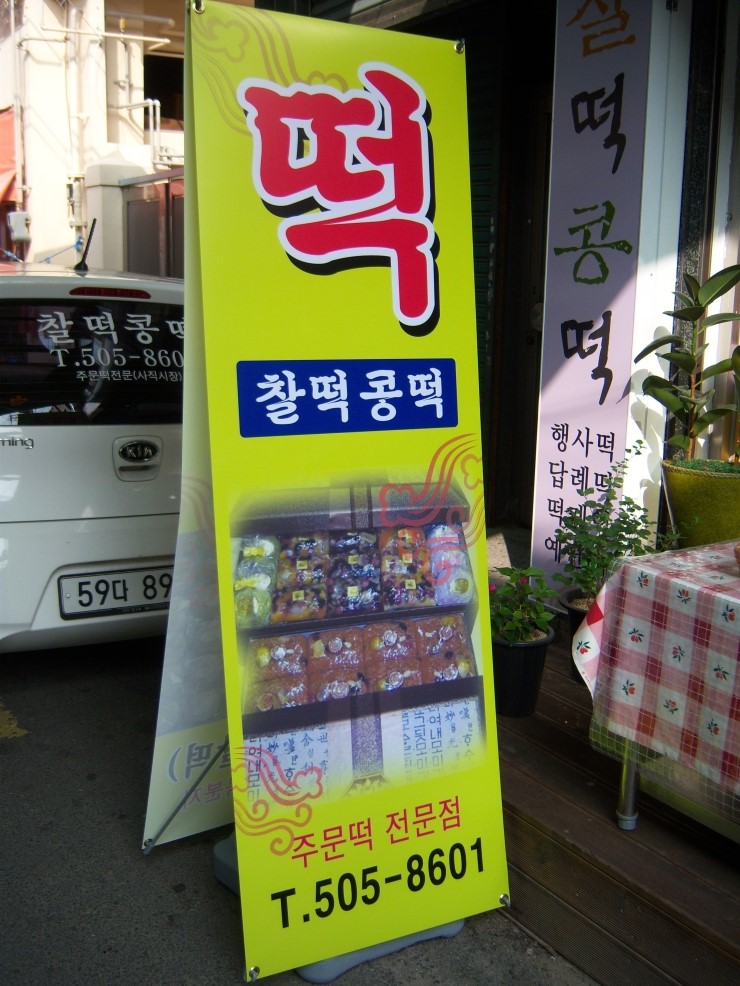 떡
찰떡콩떡
주문떡 전문점
T.505-8601
찰떡콩떡
T.505-860
주문떡전문(사직시장)
KIA
59다 89
찰
떡
콩
떡
행사떡
답례떡